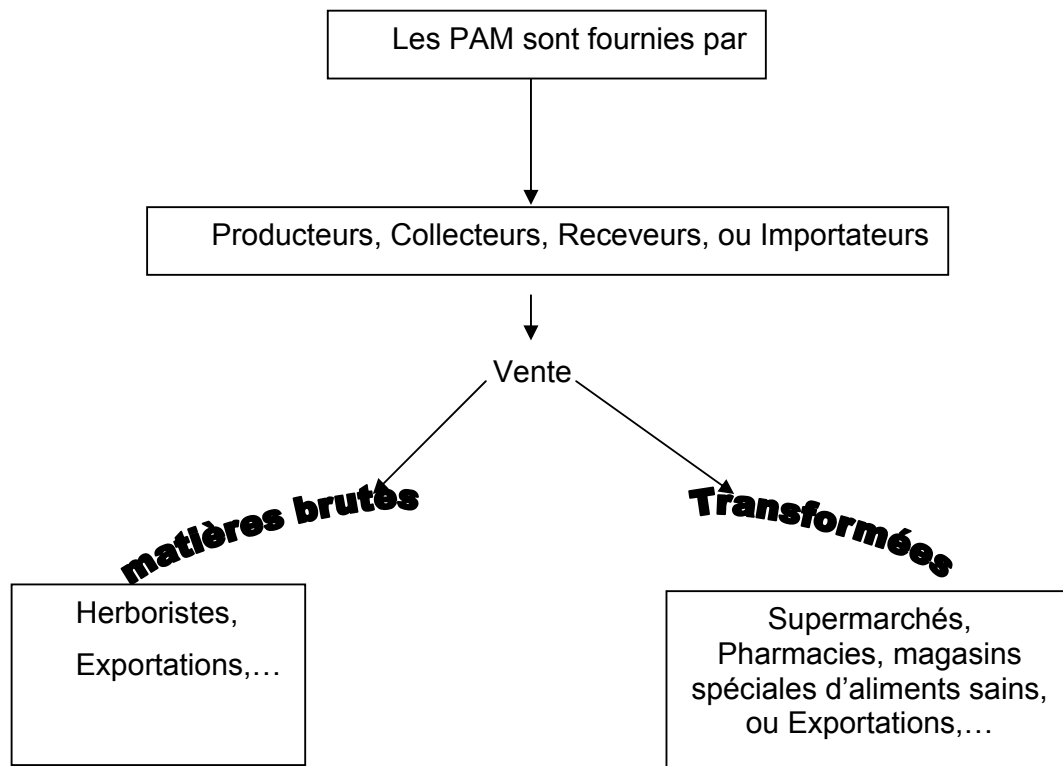 Les PAM sont fournies par
Producteurs, Collecteurs, Receveurs, ou Importateurs
Vente
matières brutes
Transformées
Herboristes,
Exportations,…
Supermarchés,
Pharmacies, magasins
spéciales d’aliments sains,
ou Exportations,…